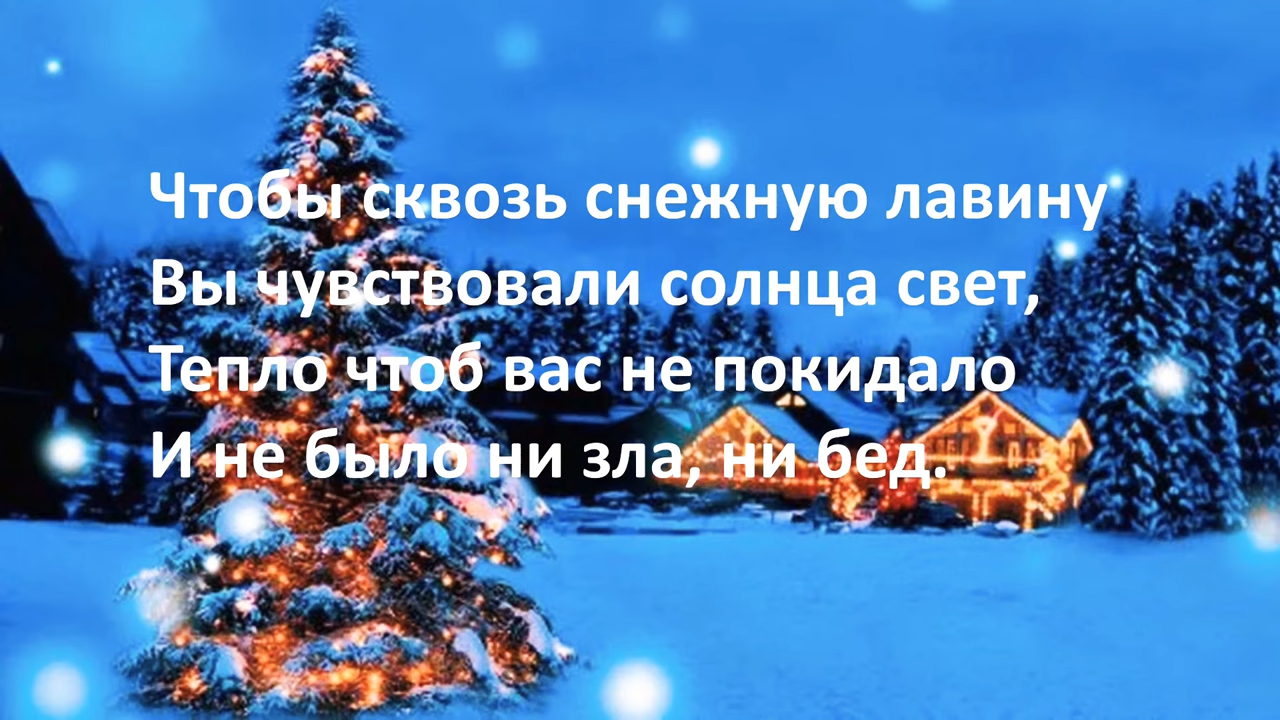 Чтобы сквозь снежную лавину
Вы чувствовали солнца свет,
Тепло чтоб вас не покидало
И не было ни зла, ни бед.